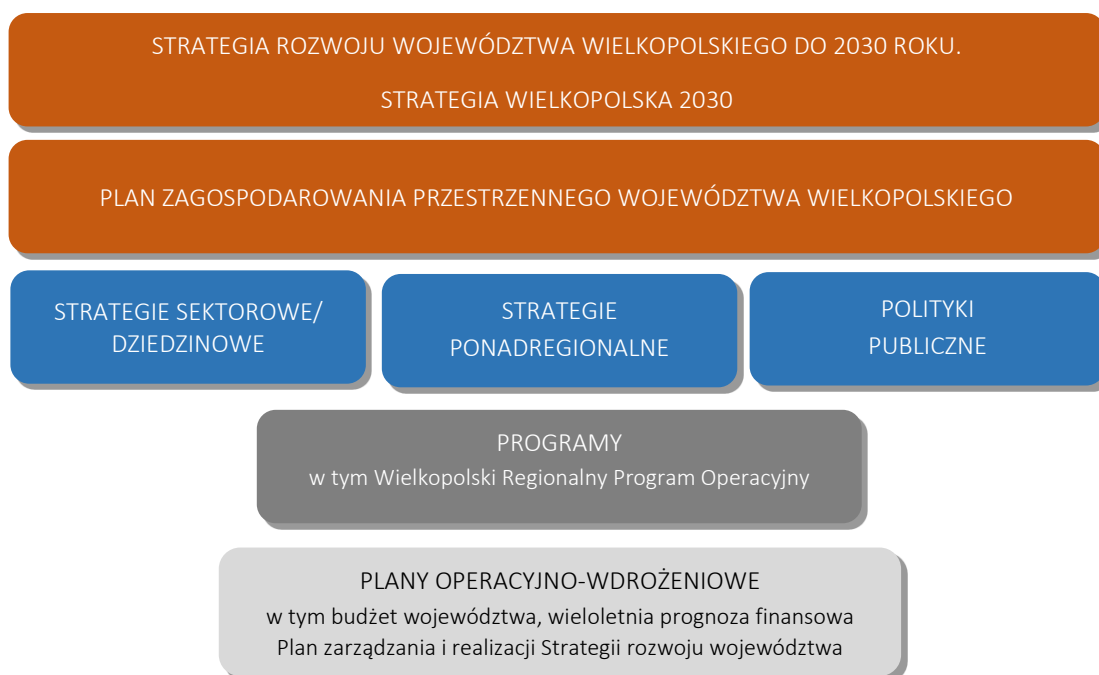 STRATEGIA ROZWOJU WOJEWÓDZTWA WIELKOPOLSKIEGO DO 2030 ROKU.
STRATEGIA WIELKOPOLSKA 2030
PLAN ZAGOSPODAROWANIA PRZESTRZENNEGO WOJEWÓDZTWA WIELKOPOLSKIEGO
STRATEGIE SEKTOROWE/
DZIEDZINOWE
STRATEGIE
PONADREGIONALNE
POLITYKI
PUBLICZNE
PROGRAMY
w tym Wielkopolski Regionalny Program Operacyjny
PLANY OPERACYJNO-WDROŻENIOWE
w tym budżet województwa, wieloletnia prognoza finansowa
Plan zarządzania i realizacji Strategii rozwoju województwa